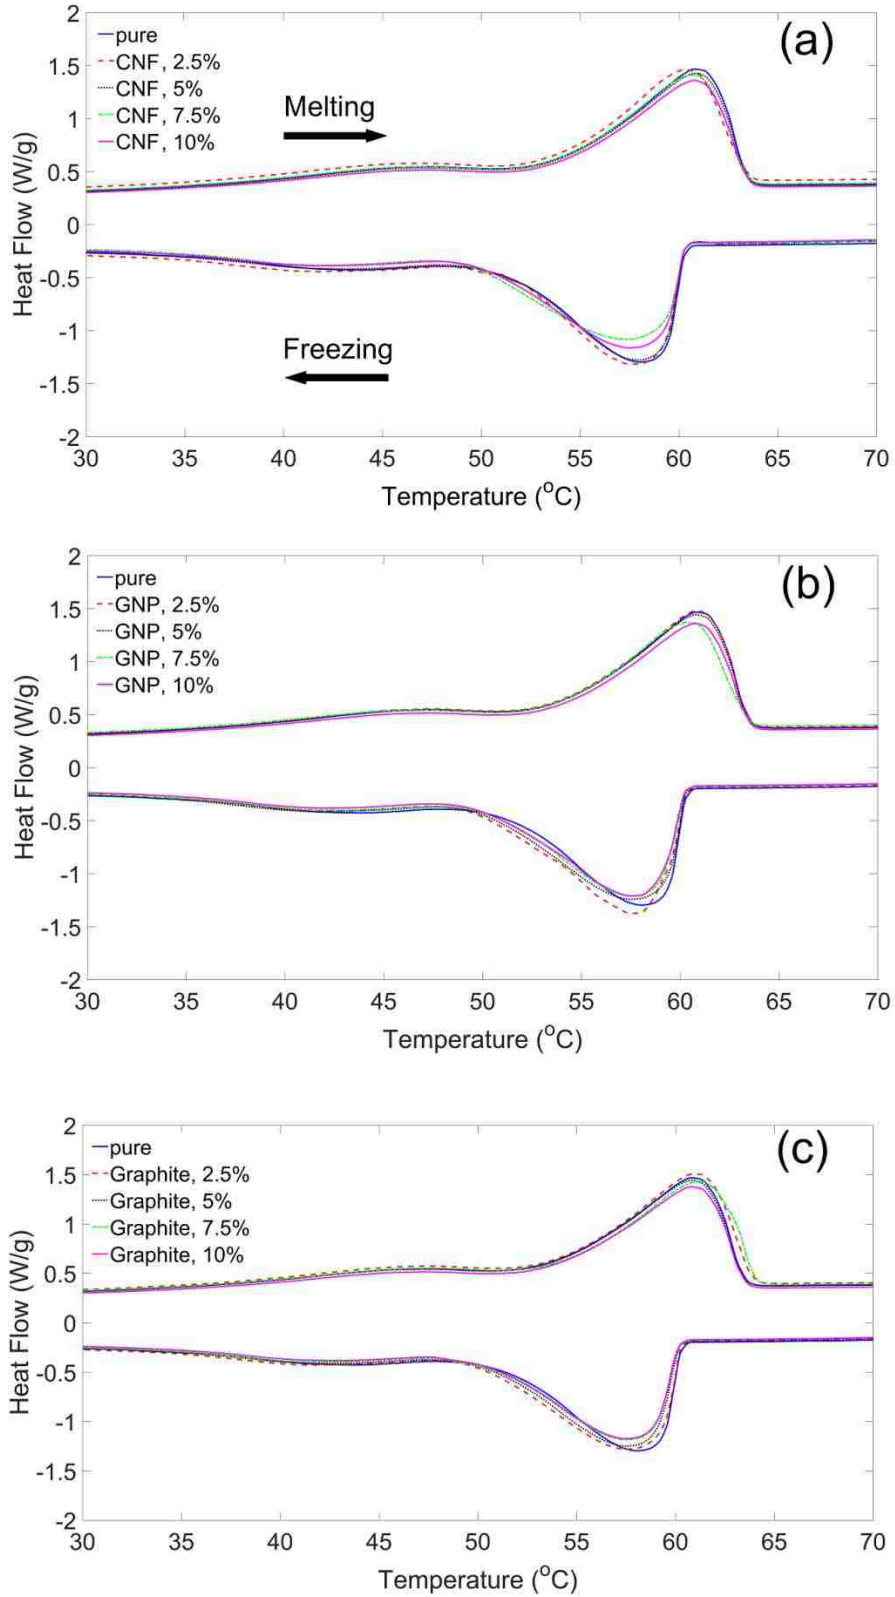 (a)
pure
CNF, 2.5%
CNF, 5%
CNF, 7.5%
CNF, 10%
Melting
Freezing
Heat Flow (W/g)
2
1.5
1
0.5
0
-0.5
-1
-1.5
-2
30 35 40 45 50 55 60 65 70
Temperature (°C)
(b)
pure
GNP, 2.5%
GNP, 5%
GNP, 7.5%
GNP, 10%
Heat Flow (W/g)
2
1.5
1
0.5
0
-0.5
-1
-1.5
-2
30 35 40 45 50 55 60 65 70
Temperature (°C)
(c)
pure
Graphite, 2.5%
Graphite, 5%
Graphite, 7.5%
Graphite, 10%
Heat Flow (W/g)
2
1.5
1
0.5
0
-0.5
-1
-1.5
-2
30 35 40 45 50 55 60 65 70
Temperature (°C)